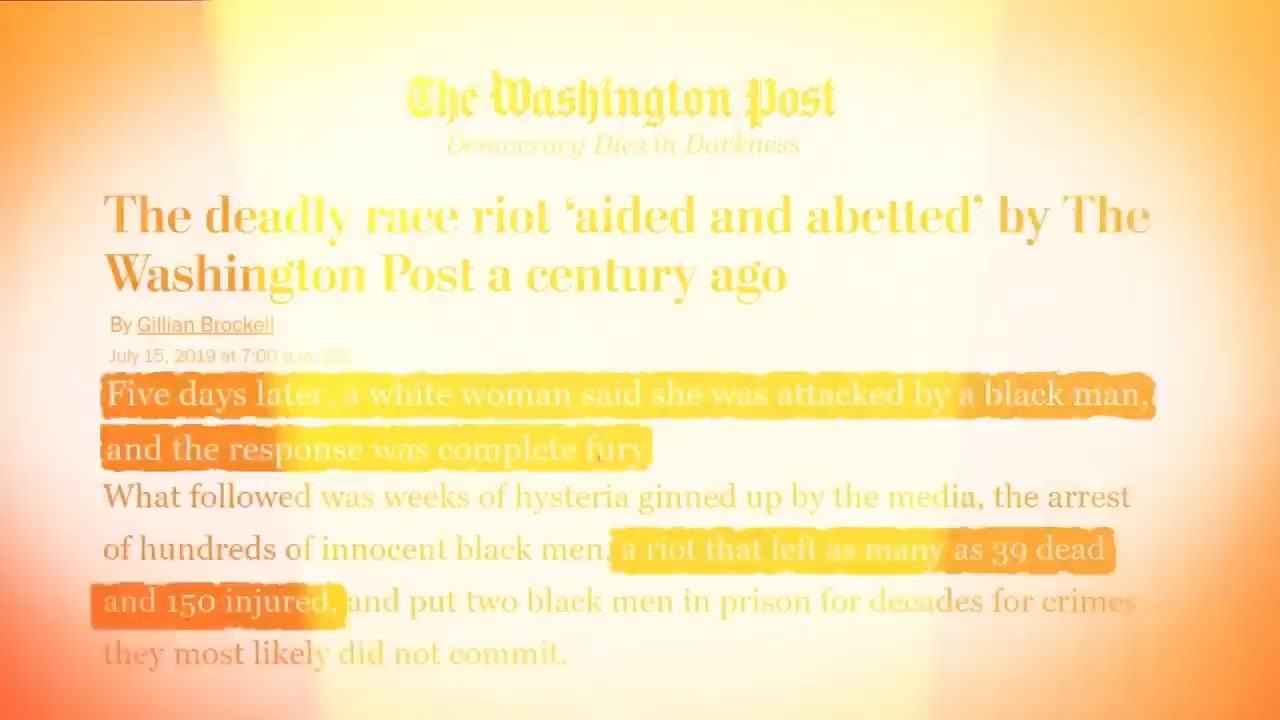 The Washington Post
Democracy Dies in Darkness
The deadly race riot ‘aided and abetted’ by The
Washington Post a century ago
By Gillian Brockell
July 15, 2019 at 7:00 a.m.
Five days later, a white woman said she was attacked by a black man,
and the response was complete fury
What followed was weeks of hysteria ginned up by the media, the arrest
of hundreds of innocent black men, a riot that left as many as 39 dead
and 150 injured, and put two black men in prison for decades for crimes
they most likely did not commit.